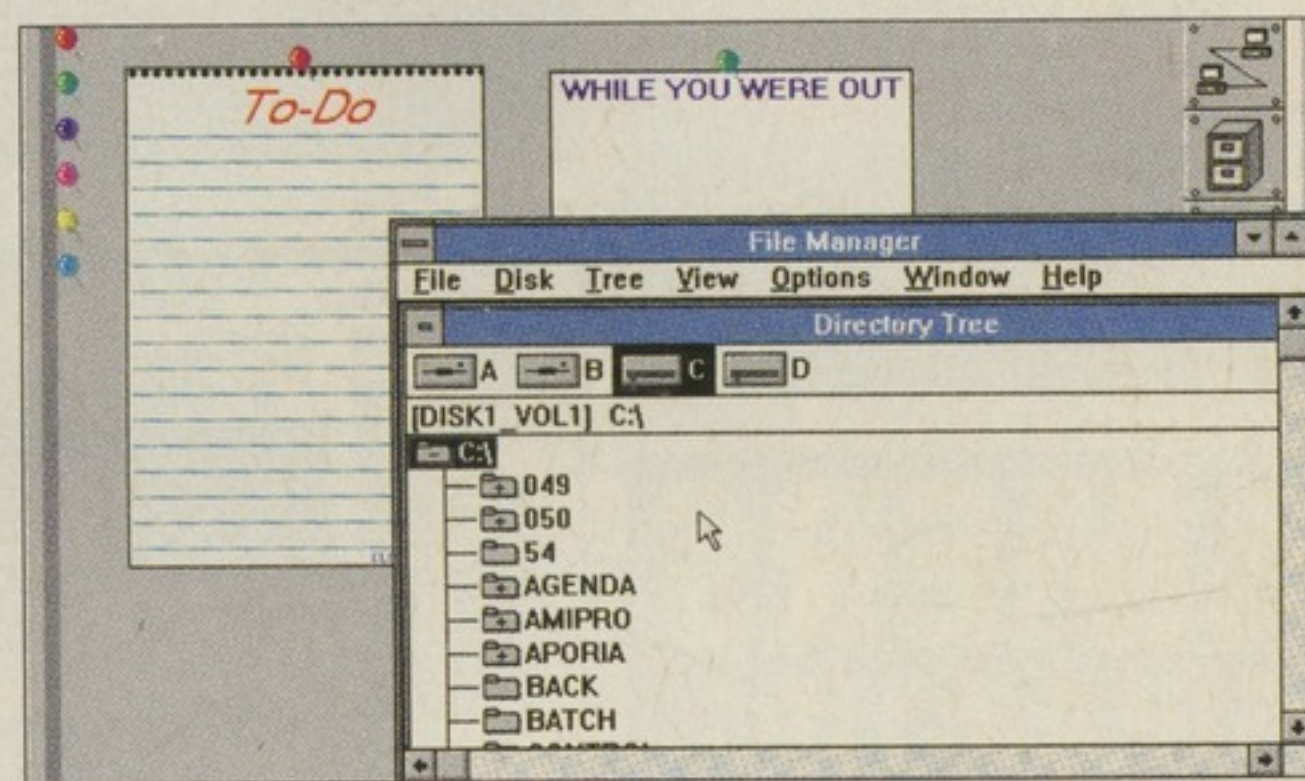 To-Do
WHILE YOU WERE OUT
File Manager
File Disk Tree View Options Window Help
Directory Tree
A B C D
[DISK1_VOL1] C:\
C:\
049
050
54
AGENDA
AMIPRO
APORIA
BACK
BATCH